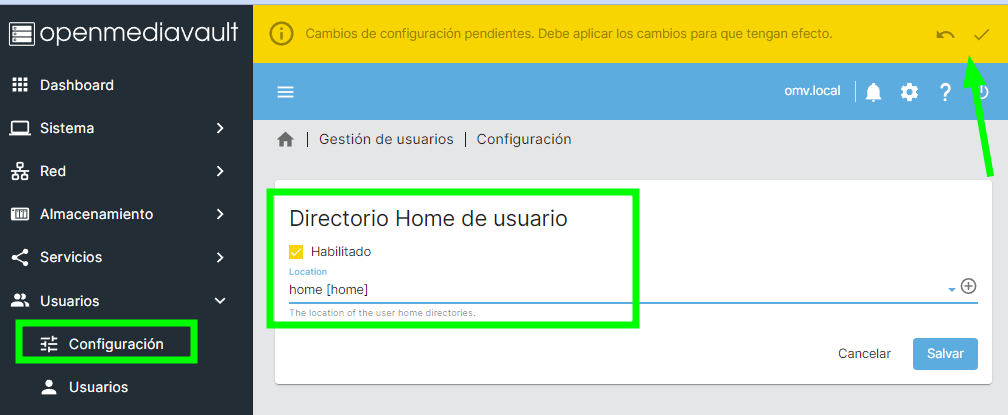 openmediavault
Cambios de configuración pendientes. Debe aplicar los cambios para que tengan efecto.
omv.local
?
Dashboard
Sistema
Red
Almacenamiento
Servicios
Usuarios
Configuración
Usuarios
Gestión de usuarios | Configuración
Directorio Home de usuario
Habilitado
Location
home [home]
The location of the user home directories.
Cancelar
Salvar